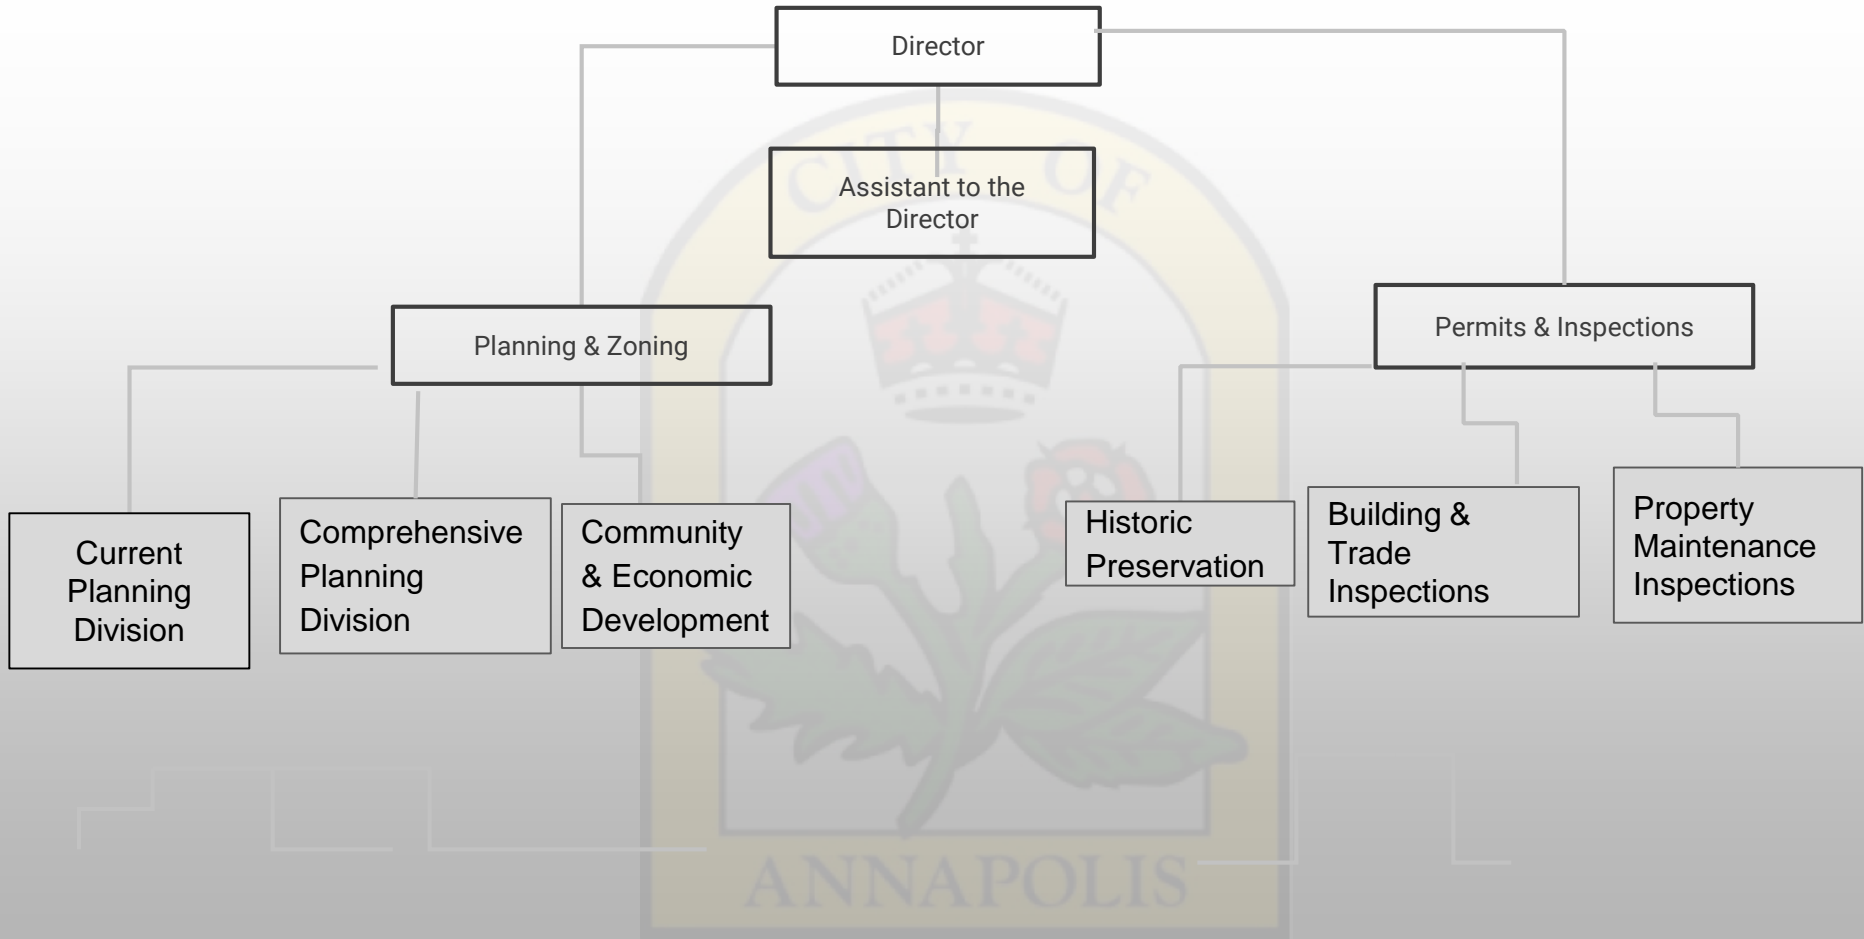 Director
CITY OF
Assistant to the
Director
Planning & Zoning
Permits & Inspections
Current
Planning
Division
Comprehensive
Planning
Division
Community
& Economic
Development
Historic
Preservation
Building &
Trade
Inspections
Property
Maintenance
Inspections
ANNAPOLIS